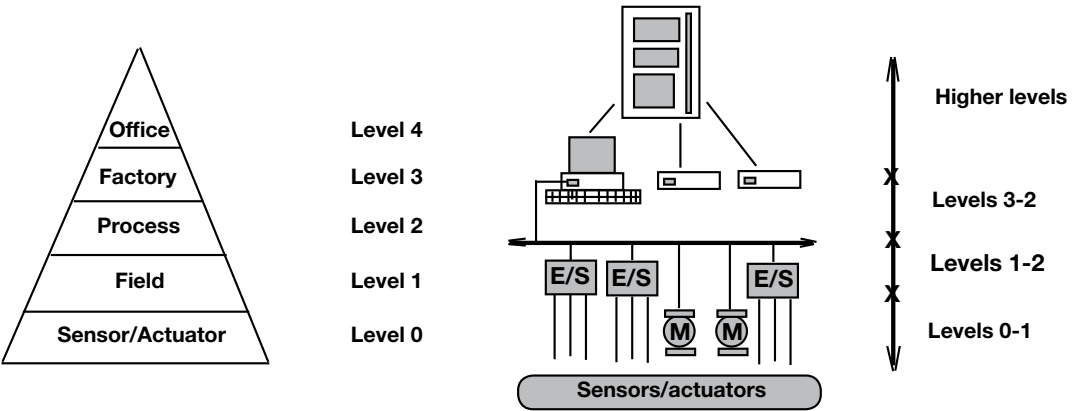 Office
Factory
Process
Field
Sensor/Actuator
Level 4
Level 3
Level 2
Level 1
Level 0
E/S
E/S
E/S
M
M
Sensors/actuators
Higher levels
X
Levels 3-2
X
Levels 1-2
X
Levels 0-1